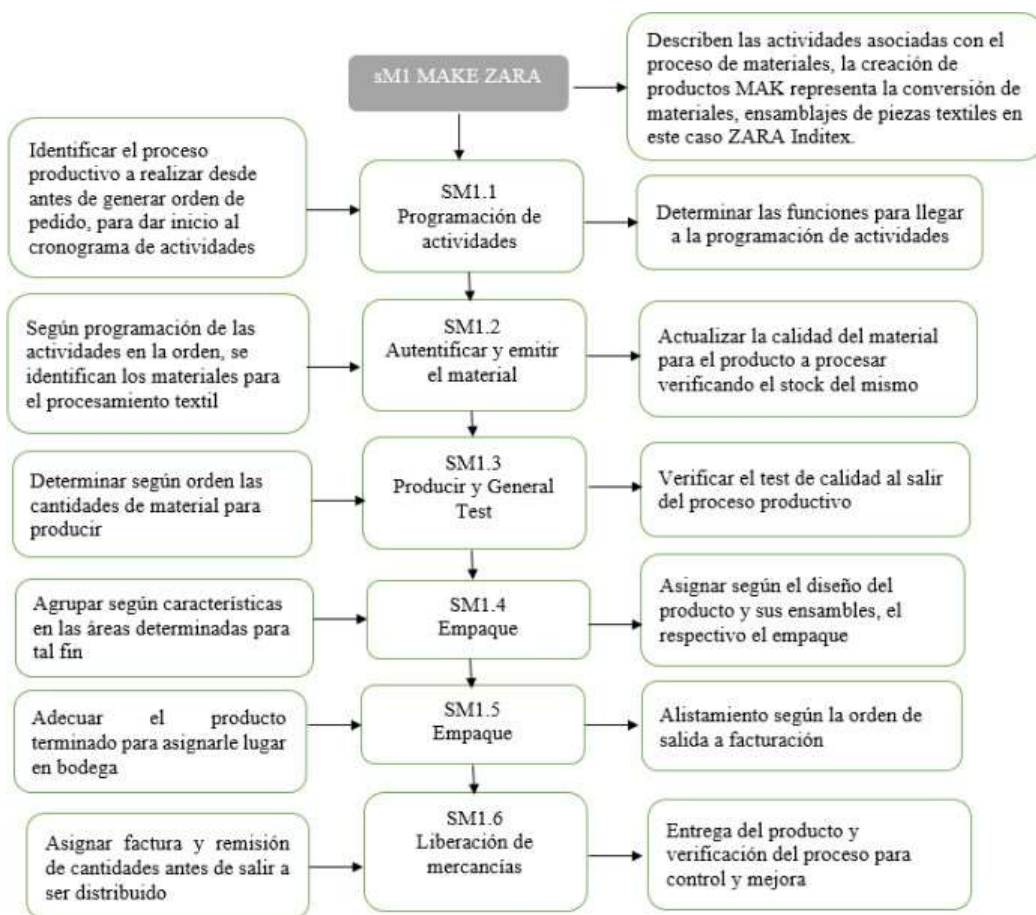 sM1 MAKE ZARA
Describen las actividades asociadas con el
proceso de materiales, la creación de
productos MAK representa la conversión de
materiales, ensamblajes de piezas textiles en
este caso ZARA Inditex.
Identificar el proceso
productivo a realizar desde
antes de generar orden de
pedido, para dar inicio al
cronograma de actividades
SM1.1
Programación de
actividades
Determinar las funciones para llegar
a la programación de actividades
Según programación de las
actividades en la orden, se
identifican los materiales para
el procesamiento textil
SM1.2
Autentificar y emitir
el material
Actualizar la calidad del material
para el producto a procesar
verificando el stock del mismo
Determinar según orden las
cantidades de material para
producir
SM1.3
Producir y General
Test
Verificar el test de calidad al salir
del proceso productivo
Agrupar según características
en las áreas determinadas para
tal fin
SM1.4
Empaque
Asignar según el diseño del
producto y sus ensambles, el
respectivo el empaque
Adecuar el producto
terminado para asignarle lugar
en bodega
SM1.5
Empaque
Alistamiento según la orden de
salida a facturación
Asignar factura y remisión
de cantidades antes de salir a
ser distribuido
SM1.6
Liberación de
mercancías
Entrega del producto y
verificación del proceso para
control y mejora